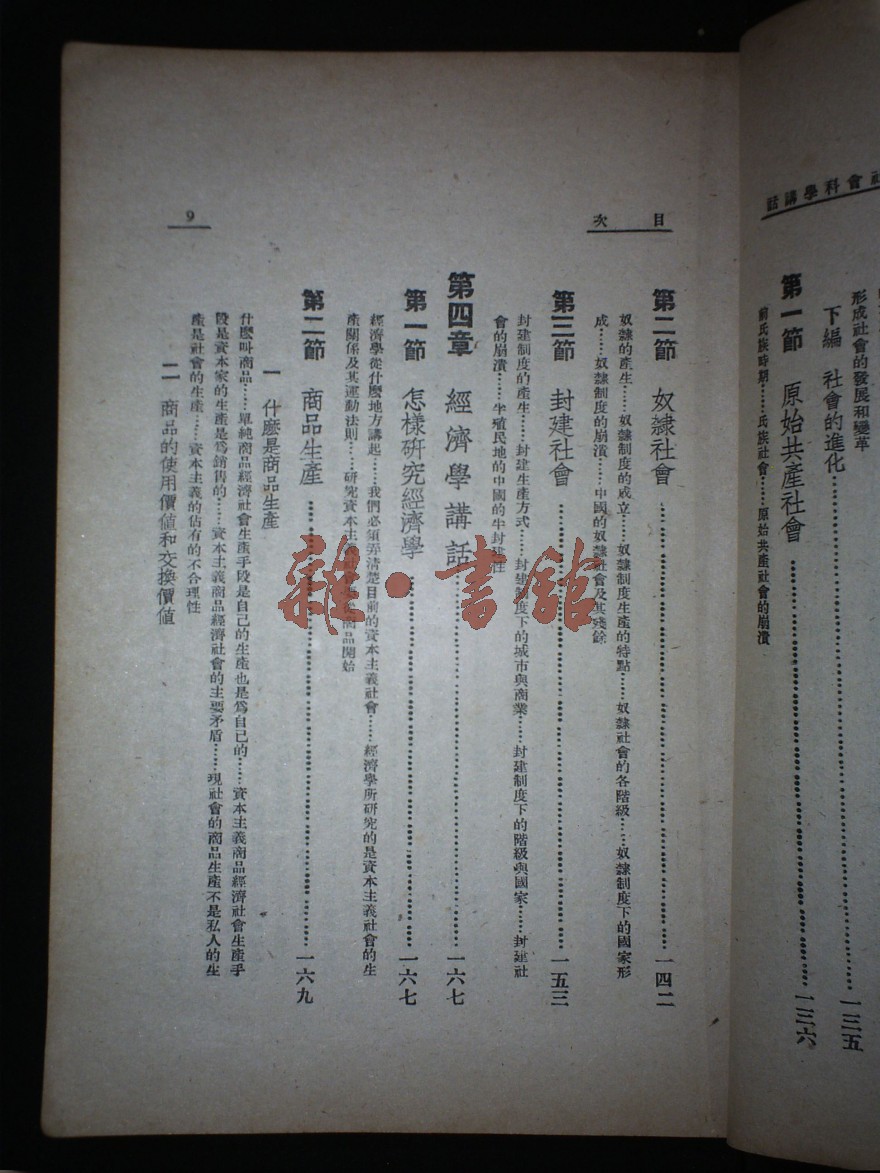 社會科學講話
形成社會的發展和變革
下編 社會的進化……一三五
第一節 原始共產社會……一三六
前氏族時期……氏族社會……原始共產社會的崩潰
目次
9
第二節 奴隸社會……一四二
奴隸的產生……奴隸制度的成立……奴隸制度生產的特點……奴隸社會的各階級……奴隸制度下的國家形
成……奴隸制度的崩潰……中國的奴隸社會及其殘餘
第三節 封建社會……一五三
封建制度的產生……封建生產方式……封建制度下的城市與商業……封建制度下的階級與國家……封建社
會的崩潰……半殖民地的中國的半封建性
第四章 經濟學講話……一六七
第一節 怎樣研究經濟學……一六七
經濟學從什麼地方講起……我們必須弄清楚目前的資本主義社會……經濟學所研究的是資本主義社會的生
產關係及其運動法則……研究資本主義商品開始
第二節 商品生產……一六九
一 什麼是商品生產
什麼叫商品……單純商品經濟社會生產手段是自己的生產也是爲自己的……資本主義商品經濟社會生產手
段是資本家的生產是爲銷售的……資本主義商品經濟社會的主要矛盾……現社會的商品生產不是私人的生
產是社會的生產……資本主義的佔有的不合理性
二 商品的使用價值和交換價值
雜·書館